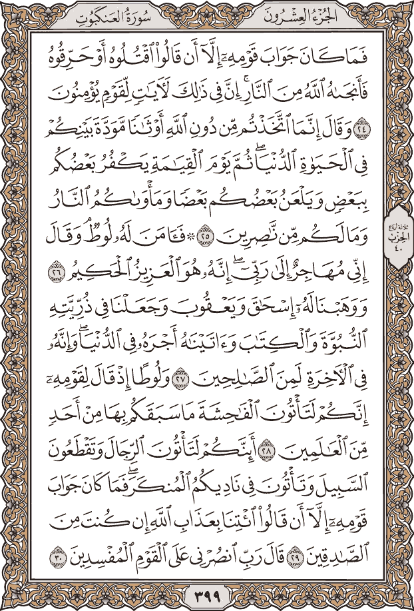 سُورَةُ العَنكَبُوتِ الجُزْءُ العِشْرُونَ
فَمَا كَانَ جَوَابَ قَوْمِهِۦٓ إِلَّآ أَن قَالُوا۟ ٱقْتُلُوهُ أَوْ حَرِّقُوهُ
فَأَنجَىٰهُ ٱللَّهُ مِنَ ٱلنَّارِ ۚ إِنَّ فِى ذَٰلِكَ لَـَٔايَـٰتٍ لِّقَوْمٍ يُؤْمِنُونَ
٢٤ وَقَالَ إِنَّمَا ٱتَّخَذْتُم مِّن دُونِ ٱللَّهِ أَوْثَـٰنًا مَّوَدَّةَ بَيْنِكُمْ
فِى ٱلْحَيَوٰةِ ٱلدُّنْيَا ۖ ثُمَّ يَوْمَ ٱلْقِيَـٰمَةِ يَكْفُرُ بَعْضُكُم
بِبَعْضٍ وَيَلْعَنُ بَعْضُكُم بَعْضًا وَمَأْوَىٰكُمُ ٱلنَّارُ
وَمَا لَكُم مِّن نَّـٰصِرِينَ ٢٥ ۞ فَـَٔامَنَ لَهُۥ لُوطٌ ۘ وَقَالَ
إِنِّى مُهَاجِرٌ إِلَىٰ رَبِّىٓ ۖ إِنَّهُۥ هُوَ ٱلْعَزِيزُ ٱلْحَكِيمُ ٢٦
وَوَهَبْنَا لَهُۥٓ إِسْحَـٰقَ وَيَعْقُوبَ وَجَعَلْنَا فِى ذُرِّيَّتِهِ
ٱلنُّبُوَّةَ وَٱلْكِتَـٰبَ وَءَاتَيْنَـٰهُ أَجْرَهُۥ فِى ٱلدُّنْيَا ۖ وَإِنَّهُۥ
فِى ٱلْـَٔاخِرَةِ لَمِنَ ٱلصَّـٰلِحِينَ ٢٧ وَلُوطًا إِذْ قَالَ لِقَوْمِهِۦٓ
إِنَّكُمْ لَتَأْتُونَ ٱلْفَـٰحِشَةَ مَا سَبَقَكُم بِهَا مِنْ أَحَدٍ
مِّنَ ٱلْعَـٰلَمِينَ ٢٨ أَئِنَّكُمْ لَتَأْتُونَ ٱلرِّجَالَ وَتَقْطَعُونَ
ٱلسَّبِيلَ وَتَأْتُونَ فِى نَادِيكُمُ ٱلْمُنكَرَ ۖ فَمَا كَانَ جَوَابَ
قَوْمِهِۦٓ إِلَّآ أَن قَالُوا۟ ٱئْتِنَا بِعَذَابِ ٱللَّهِ إِن كُنتَ مِنَ
ٱلصَّـٰدِقِينَ ٢٩ قَالَ رَبِّ ٱنصُرْنِى عَلَى ٱلْقَوْمِ ٱلْمُفْسِدِينَ ٣٠
الحِزْب
٤٠
٣٩٩